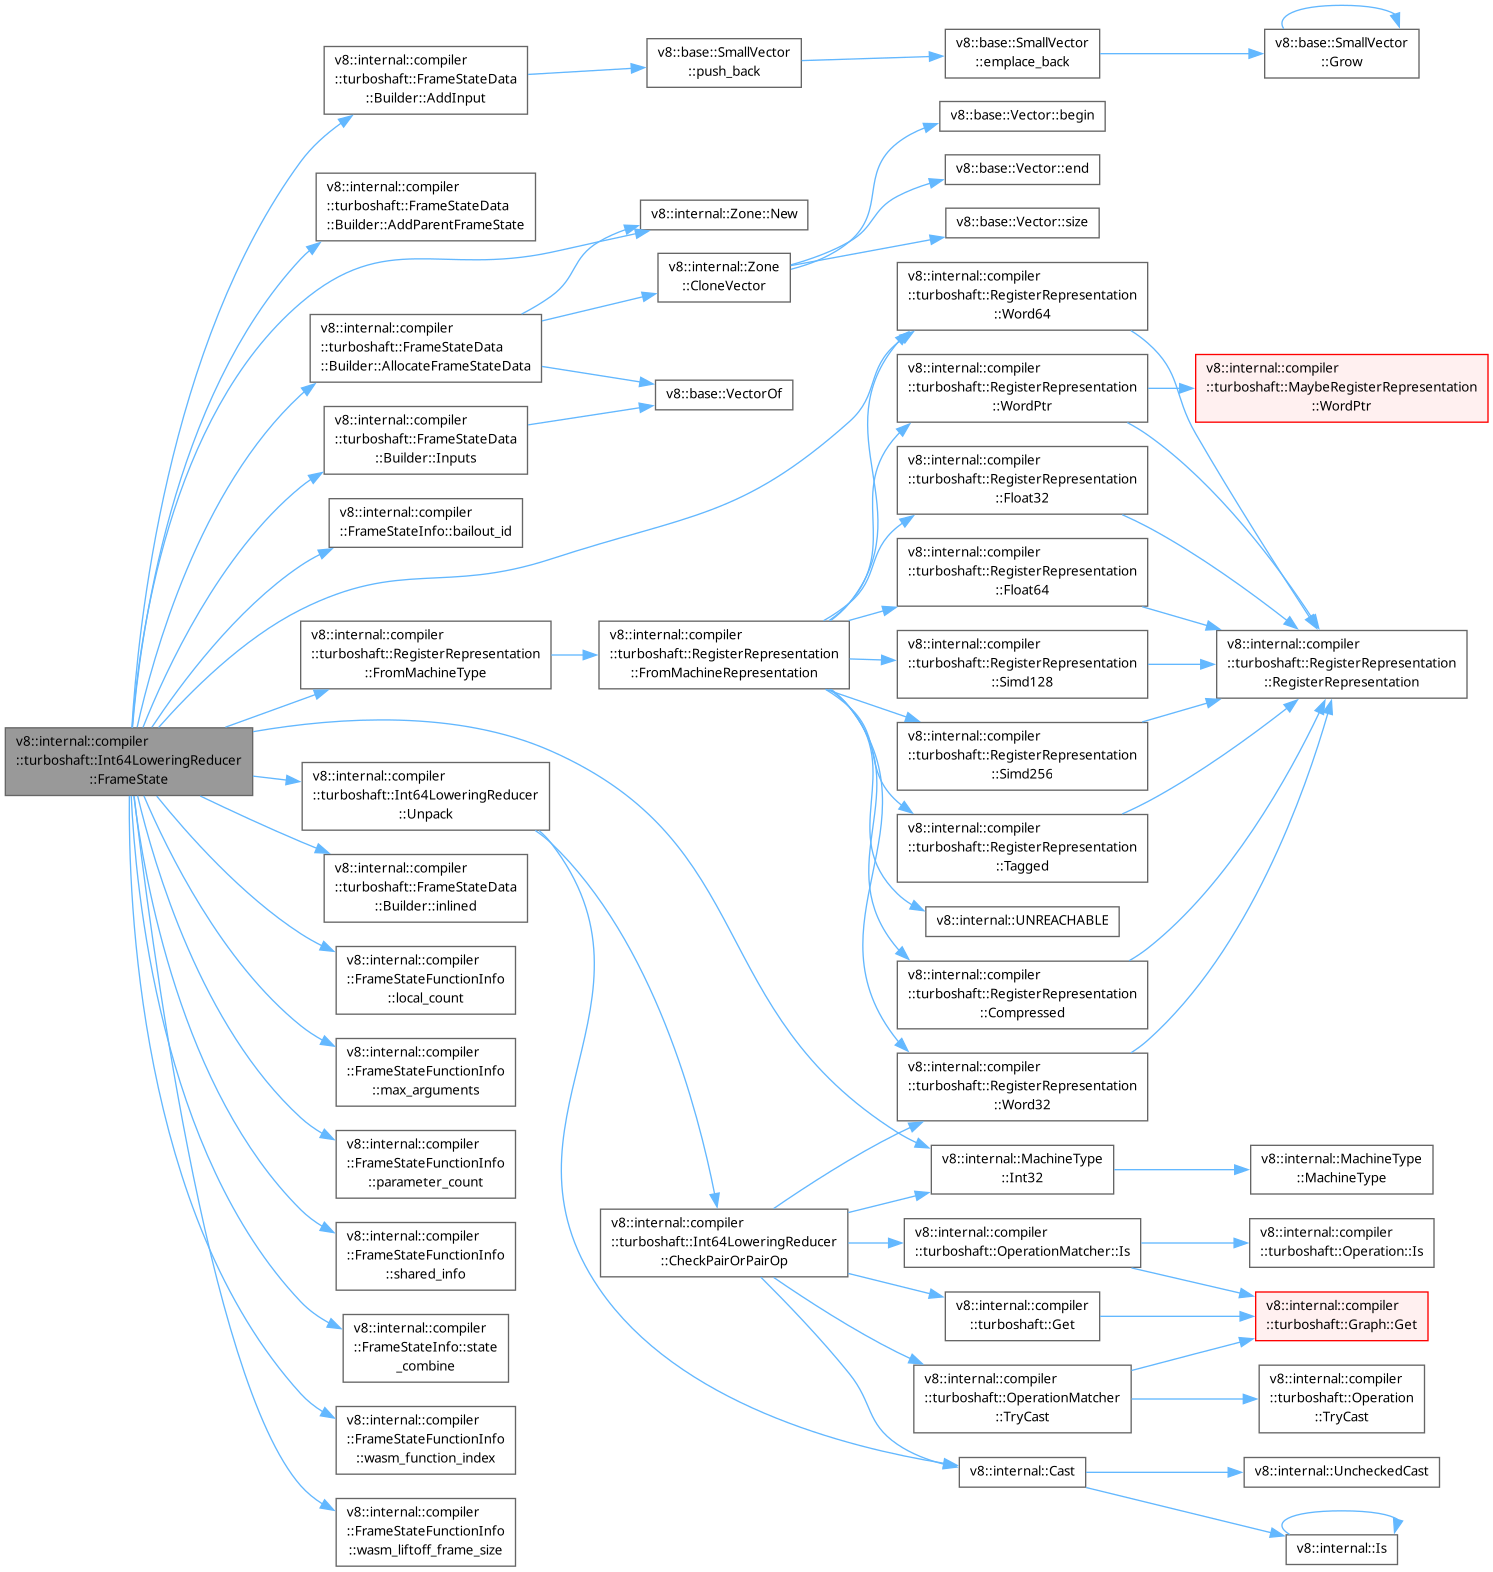 v8::internal::compiler
::turboshaft::Int64LoweringReducer
::FrameState
v8::internal::compiler
::turboshaft::FrameStateData
::Builder::AddInput
v8::internal::compiler
::turboshaft::FrameStateData
::Builder::AddParentFrameState
v8::internal::compiler
::turboshaft::FrameStateData
::Builder::AllocateFrameStateData
v8::internal::compiler
::turboshaft::FrameStateData
::Builder::Inputs
v8::internal::compiler
::FrameStateInfo::bailout_id
v8::internal::compiler
::turboshaft::RegisterRepresentation
::FromMachineType
v8::internal::compiler
::turboshaft::Int64LoweringReducer
::Unpack
v8::internal::compiler
::turboshaft::FrameStateData
::Builder::inlined
v8::internal::compiler
::FrameStateFunctionInfo
::local_count
v8::internal::compiler
::FrameStateFunctionInfo
::max_arguments
v8::internal::compiler
::FrameStateFunctionInfo
::parameter_count
v8::internal::compiler
::FrameStateFunctionInfo
::shared_info
v8::internal::compiler
::FrameStateInfo::state
_combine
v8::internal::compiler
::FrameStateFunctionInfo
::wasm_function_index
v8::internal::compiler
::FrameStateFunctionInfo
::wasm_liftoff_frame_size
v8::base::SmallVector
::push_back
v8::internal::Zone::New
v8::internal::Zone
::CloneVector
v8::base::VectorOf
v8::internal::compiler
::turboshaft::RegisterRepresentation
::FromMachineRepresentation
v8::internal::compiler
::turboshaft::Int64LoweringReducer
::CheckPairOrPairOp
v8::base::SmallVector
::emplace_back
v8::base::Vector::begin
v8::base::Vector::end
v8::base::Vector::size
v8::internal::compiler
::turboshaft::RegisterRepresentation
::Word64
v8::internal::compiler
::turboshaft::RegisterRepresentation
::WordPtr
v8::internal::compiler
::turboshaft::RegisterRepresentation
::Float32
v8::internal::compiler
::turboshaft::RegisterRepresentation
::Float64
v8::internal::compiler
::turboshaft::RegisterRepresentation
::Simd128
v8::internal::compiler
::turboshaft::RegisterRepresentation
::Simd256
v8::internal::compiler
::turboshaft::RegisterRepresentation
::Tagged
v8::internal::UNREACHABLE
v8::internal::compiler
::turboshaft::RegisterRepresentation
::Compressed
v8::internal::compiler
::turboshaft::RegisterRepresentation
::Word32
v8::internal::MachineType
::Int32
v8::internal::compiler
::turboshaft::OperationMatcher::Is
v8::internal::compiler
::turboshaft::Get
v8::internal::compiler
::turboshaft::OperationMatcher
::TryCast
v8::internal::Cast
v8::base::SmallVector
::Grow
v8::internal::compiler
::turboshaft::MaybeRegisterRepresentation
::WordPtr
v8::internal::compiler
::turboshaft::RegisterRepresentation
::RegisterRepresentation
v8::internal::MachineType
::MachineType
v8::internal::compiler
::turboshaft::Operation::Is
v8::internal::compiler
::turboshaft::Graph::Get
v8::internal::compiler
::turboshaft::Operation
::TryCast
v8::internal::UncheckedCast
v8::internal::Is